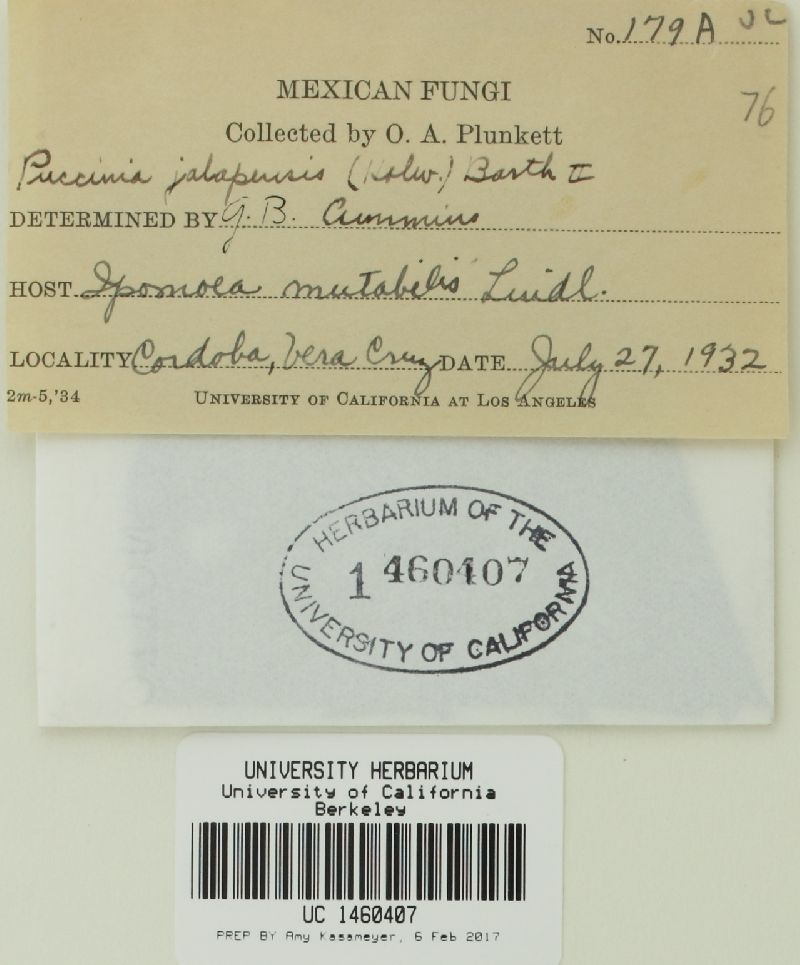 No. 179 A UC
76
MEXICAN FUNGI
Collected by O. A. Plunkett
Puccinia jalapensis (Holw.) Barth II
DETERMINED BY G. B. Cummins
HOST Ipomoea mutabilis Lindl.
LOCALITY Cordoba, Vera Cruz DATE July 27, 1932
2m-5,'34 UNIVERSITY OF CALIFORNIA AT LOS ANGELES
HERBARIUM OF THE
1460407
UNIVERSITY OF CALIFORNIA
UNIVERSITY HERBARIUM
University of California
Berkeley
UC 1460407
PREP BY Amy Kasameyer, 6 Feb 2017